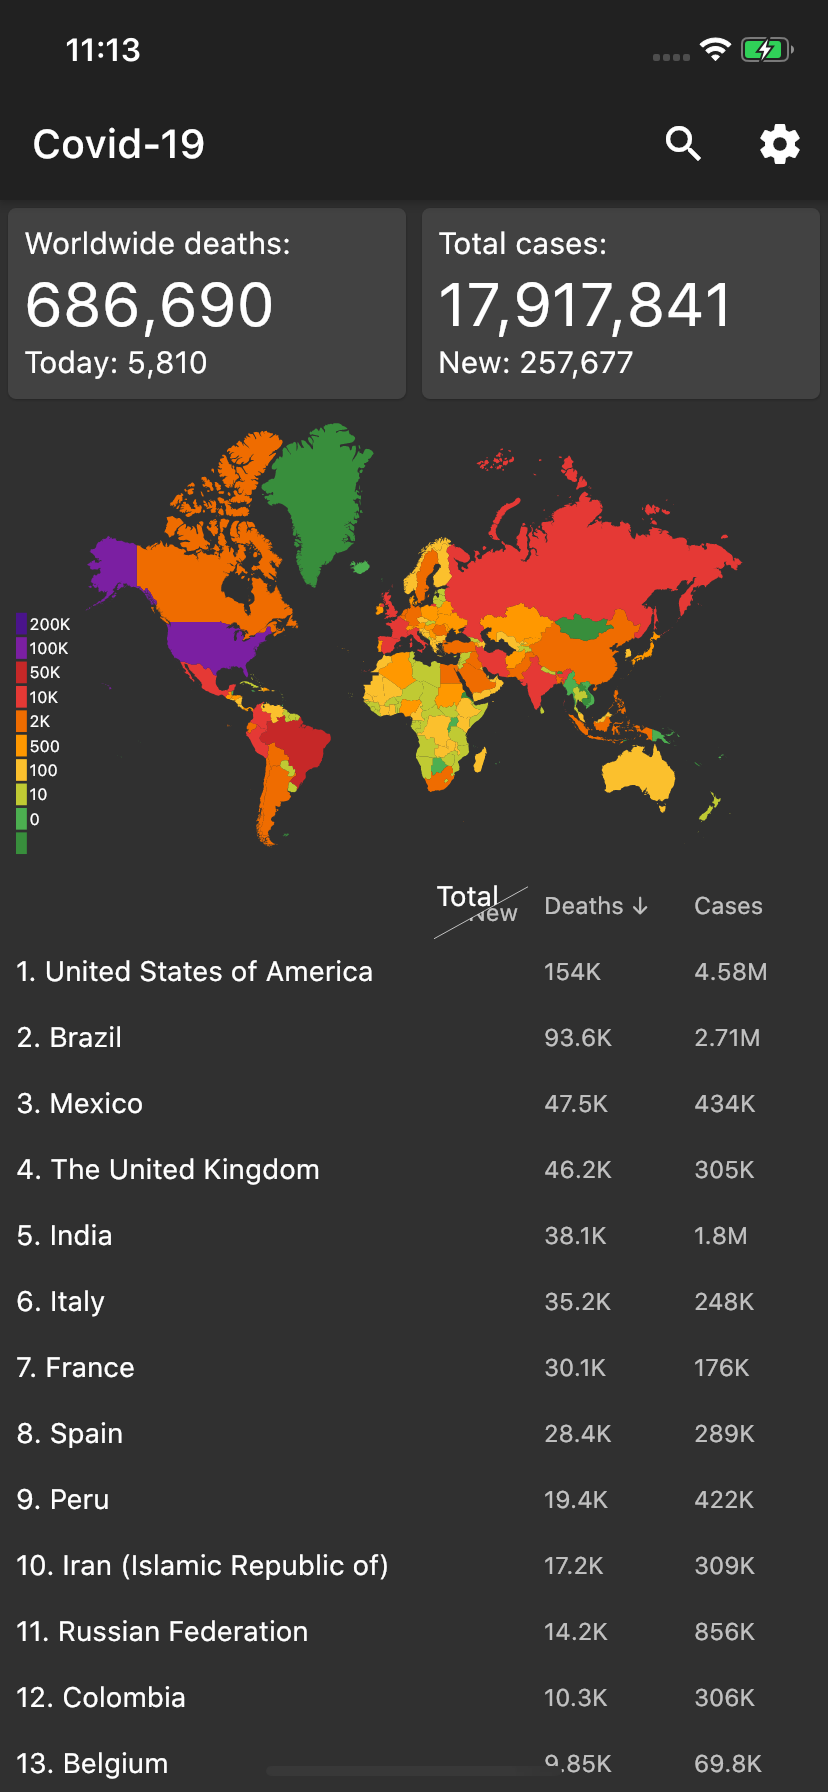 11:13
Covid-19
Worldwide deaths:
686,690
Today: 5,810
Total cases:
17,917,841
New: 257,677
200K
100K
50K
10K
2K
500
100
10
0
Total
New
Deaths ↓
Cases
1. United States of America 154K 4.58M
2. Brazil 93.6K 2.71M
3. Mexico 47.5K 434K
4. The United Kingdom 46.2K 305K
5. India 38.1K 1.8M
6. Italy 35.2K 248K
7. France 30.1K 176K
8. Spain 28.4K 289K
9. Peru 19.4K 422K
10. Iran (Islamic Republic of) 17.2K 309K
11. Russian Federation 14.2K 856K
12. Colombia 10.3K 306K
13. Belgium 9.85K 69.8K